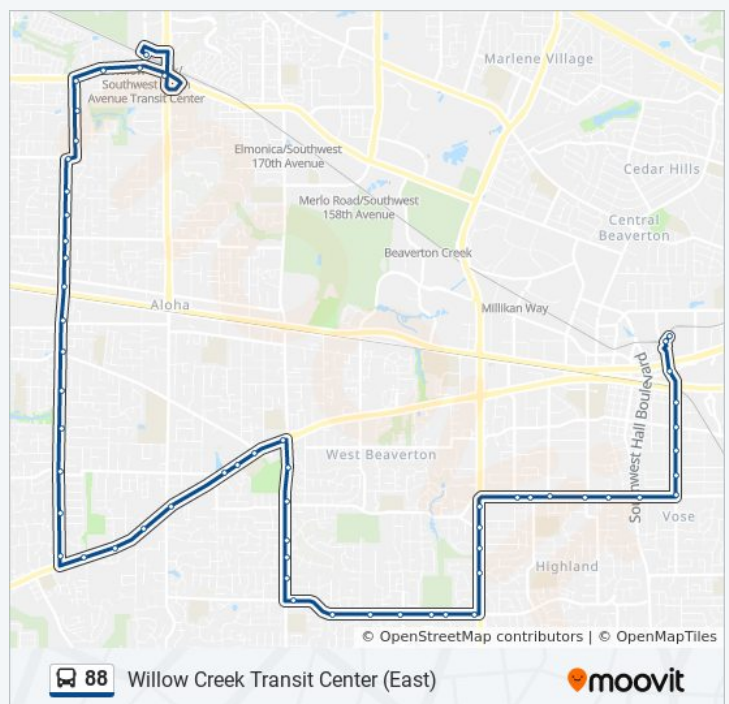 Marlene Village
Southwest
Avenue Transit Center
Elmonica/Southwest
170th Avenue
Cedar Hills
Merlo Road/Southwest
158th Avenue
Central
Beaverton
Beaverton Creek
Aloha
Millikan Way
Southwest Hall Boulevard
West Beaverton
Vose
Highland
© OpenStreetMap contributors | © OpenMapTiles
88 Willow Creek Transit Center (East)
moovit